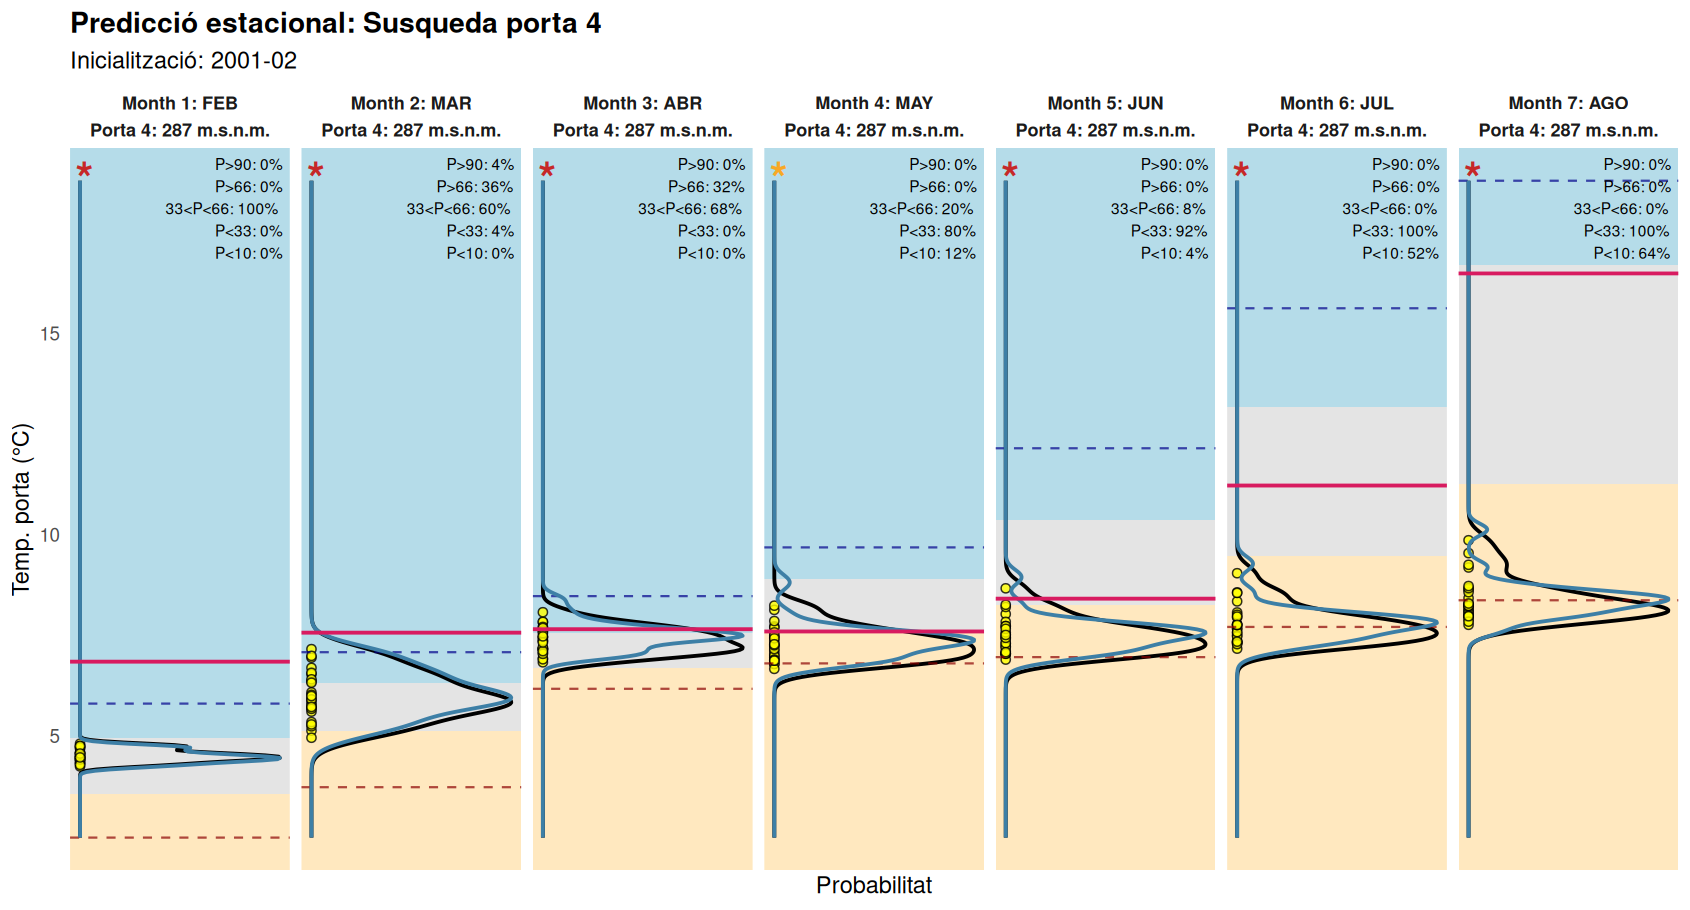 Predicció estacional: Susqueda porta 4
Inicialització: 2001-02
Month 1: FEB
Porta 4: 287 m.s.n.m.
Month 2: MAR
Porta 4: 287 m.s.n.m.
Month 3: ABR
Porta 4: 287 m.s.n.m.
Month 4: MAY
Porta 4: 287 m.s.n.m.
Month 5: JUN
Porta 4: 287 m.s.n.m.
Month 6: JUL
Porta 4: 287 m.s.n.m.
Month 7: AGO
Porta 4: 287 m.s.n.m.
*
P>90: 0%
P>66: 0%
33<P<66: 100%
P<33: 0%
P<10: 0%
*
P>90: 4%
P>66: 36%
33<P<66: 60%
P<33: 4%
P<10: 0%
*
P>90: 0%
P>66: 32%
33<P<66: 68%
P<33: 0%
P<10: 0%
*
P>90: 0%
P>66: 0%
33<P<66: 20%
P<33: 80%
P<10: 12%
*
P>90: 0%
P>66: 0%
33<P<66: 8%
P<33: 92%
P<10: 4%
*
P>90: 0%
P>66: 0%
33<P<66: 0%
P<33: 100%
P<10: 52%
*
P>90: 0%
P>66: 0%
33<P<66: 0%
P<33: 100%
P<10: 64%
15
10
5
Temp. porta (°C)
Probabilitat